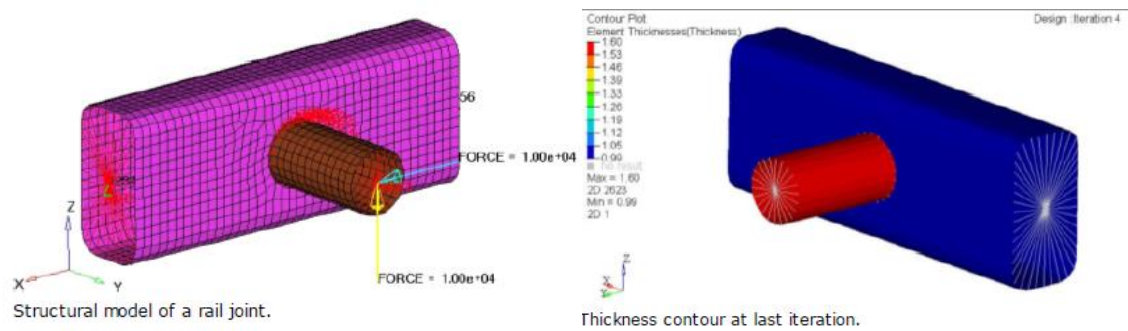 56
FORCE = 1.00e+04
Z
X
Y
FORCE = 1.00e+04
Structural model of a rail joint.
Contour Plot
Element Thicknesses(Thickness)
Design :Iteration 4
1.60
1.53
1.46
1.39
1.33
1.26
1.19
1.12
1.05
0.99
no result
Max = 1.60
2D 2623
Min = 0.99
2D 1
Z
X
Y
Thickness contour at last iteration.